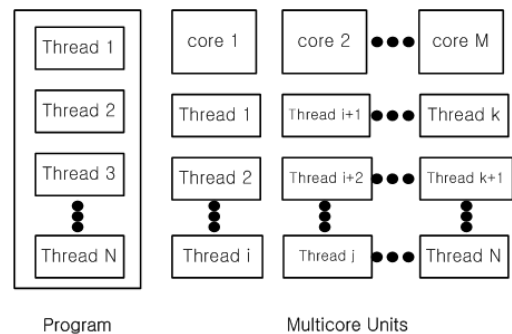 Thread 1
Thread 2
Thread 3
Thread N
Program
core 1 core 2 core M
Thread 1 Thread i+1 Thread k
Thread 2 Thread i+2 Thread k+1
Thread i Thread j Thread N
Multicore Units